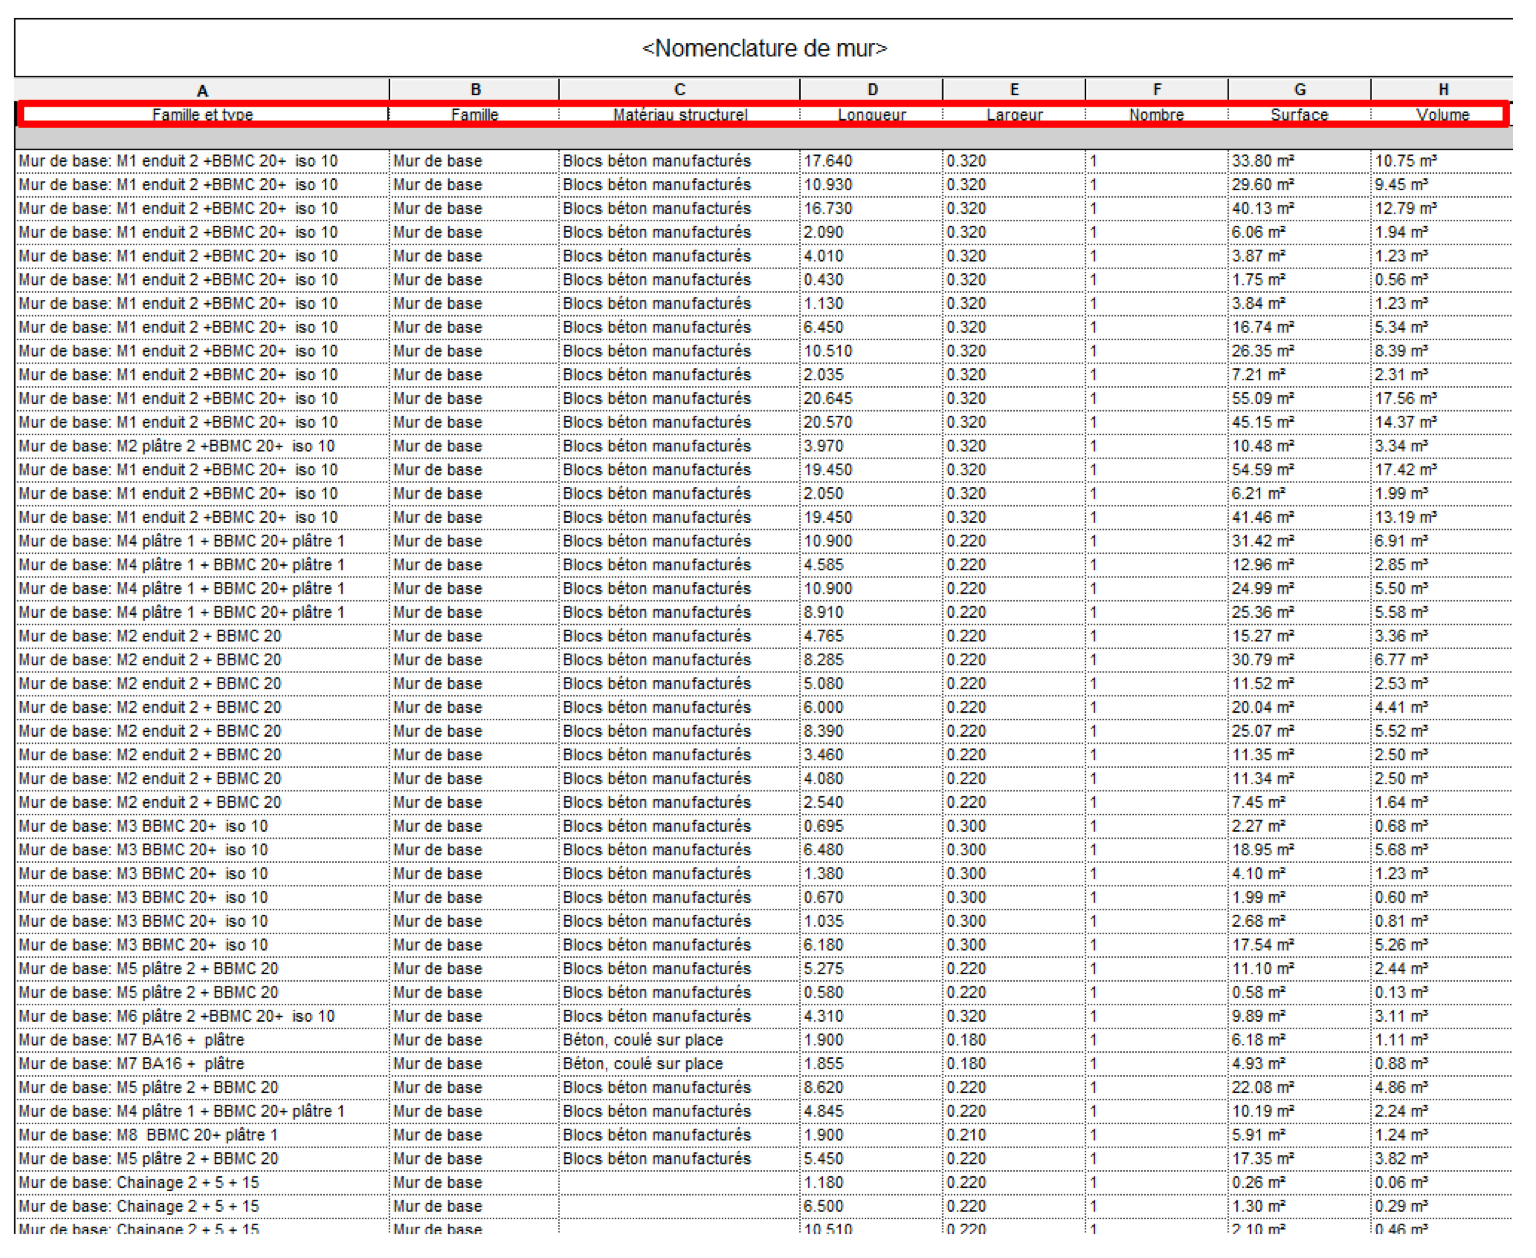 <Nomenclature de mur>
A B C D E F G H
Famille et type Famille Matériau structurel Longueur Largeur Nombre Surface Volume
Mur de base: M1 enduit 2 +BBMC 20+ iso 10 Mur de base Blocs béton manufacturés 17.640 0.320 1 33.80 m² 10.75 m³
Mur de base: M1 enduit 2 +BBMC 20+ iso 10 Mur de base Blocs béton manufacturés 10.930 0.320 1 29.60 m² 9.45 m³
Mur de base: M1 enduit 2 +BBMC 20+ iso 10 Mur de base Blocs béton manufacturés 16.730 0.320 1 40.13 m² 12.79 m³
Mur de base: M1 enduit 2 +BBMC 20+ iso 10 Mur de base Blocs béton manufacturés 2.090 0.320 1 6.06 m² 1.94 m³
Mur de base: M1 enduit 2 +BBMC 20+ iso 10 Mur de base Blocs béton manufacturés 4.010 0.320 1 3.87 m² 1.23 m³
Mur de base: M1 enduit 2 +BBMC 20+ iso 10 Mur de base Blocs béton manufacturés 0.430 0.320 1 1.75 m² 0.56 m³
Mur de base: M1 enduit 2 +BBMC 20+ iso 10 Mur de base Blocs béton manufacturés 1.130 0.320 1 3.84 m² 1.23 m³
Mur de base: M1 enduit 2 +BBMC 20+ iso 10 Mur de base Blocs béton manufacturés 6.450 0.320 1 16.74 m² 5.34 m³
Mur de base: M1 enduit 2 +BBMC 20+ iso 10 Mur de base Blocs béton manufacturés 10.510 0.320 1 26.35 m² 8.39 m³
Mur de base: M1 enduit 2 +BBMC 20+ iso 10 Mur de base Blocs béton manufacturés 2.035 0.320 1 7.21 m² 2.31 m³
Mur de base: M1 enduit 2 +BBMC 20+ iso 10 Mur de base Blocs béton manufacturés 20.645 0.320 1 55.09 m² 17.56 m³
Mur de base: M1 enduit 2 +BBMC 20+ iso 10 Mur de base Blocs béton manufacturés 20.570 0.320 1 45.15 m² 14.37 m³
Mur de base: M2 plâtre 2 +BBMC 20+ iso 10 Mur de base Blocs béton manufacturés 3.970 0.320 1 10.48 m² 3.34 m³
Mur de base: M1 enduit 2 +BBMC 20+ iso 10 Mur de base Blocs béton manufacturés 19.450 0.320 1 54.59 m² 17.42 m³
Mur de base: M1 enduit 2 +BBMC 20+ iso 10 Mur de base Blocs béton manufacturés 2.050 0.320 1 6.21 m² 1.99 m³
Mur de base: M1 enduit 2 +BBMC 20+ iso 10 Mur de base Blocs béton manufacturés 19.450 0.320 1 41.46 m² 13.19 m³
Mur de base: M4 plâtre 1 + BBMC 20+ plâtre 1 Mur de base Blocs béton manufacturés 10.900 0.220 1 31.42 m² 6.91 m³
Mur de base: M4 plâtre 1 + BBMC 20+ plâtre 1 Mur de base Blocs béton manufacturés 4.585 0.220 1 12.96 m² 2.85 m³
Mur de base: M4 plâtre 1 + BBMC 20+ plâtre 1 Mur de base Blocs béton manufacturés 10.900 0.220 1 24.99 m² 5.50 m³
Mur de base: M4 plâtre 1 + BBMC 20+ plâtre 1 Mur de base Blocs béton manufacturés 8.910 0.220 1 25.36 m² 5.58 m³
Mur de base: M2 enduit 2 + BBMC 20 Mur de base Blocs béton manufacturés 4.765 0.220 1 15.27 m² 3.36 m³
Mur de base: M2 enduit 2 + BBMC 20 Mur de base Blocs béton manufacturés 8.285 0.220 1 30.79 m² 6.77 m³
Mur de base: M2 enduit 2 + BBMC 20 Mur de base Blocs béton manufacturés 5.080 0.220 1 11.52 m² 2.53 m³
Mur de base: M2 enduit 2 + BBMC 20 Mur de base Blocs béton manufacturés 6.000 0.220 1 20.04 m² 4.41 m³
Mur de base: M2 enduit 2 + BBMC 20 Mur de base Blocs béton manufacturés 8.390 0.220 1 25.07 m² 5.52 m³
Mur de base: M2 enduit 2 + BBMC 20 Mur de base Blocs béton manufacturés 3.460 0.220 1 11.35 m² 2.50 m³
Mur de base: M2 enduit 2 + BBMC 20 Mur de base Blocs béton manufacturés 4.080 0.220 1 11.34 m² 2.50 m³
Mur de base: M2 enduit 2 + BBMC 20 Mur de base Blocs béton manufacturés 2.540 0.220 1 7.45 m² 1.64 m³
Mur de base: M3 BBMC 20+ iso 10 Mur de base Blocs béton manufacturés 0.695 0.300 1 2.27 m² 0.68 m³
Mur de base: M3 BBMC 20+ iso 10 Mur de base Blocs béton manufacturés 6.480 0.300 1 18.95 m² 5.68 m³
Mur de base: M3 BBMC 20+ iso 10 Mur de base Blocs béton manufacturés 1.380 0.300 1 4.10 m² 1.23 m³
Mur de base: M3 BBMC 20+ iso 10 Mur de base Blocs béton manufacturés 0.670 0.300 1 1.99 m² 0.60 m³
Mur de base: M3 BBMC 20+ iso 10 Mur de base Blocs béton manufacturés 1.035 0.300 1 2.68 m² 0.81 m³
Mur de base: M3 BBMC 20+ iso 10 Mur de base Blocs béton manufacturés 6.180 0.300 1 17.54 m² 5.26 m³
Mur de base: M5 plâtre 2 + BBMC 20 Mur de base Blocs béton manufacturés 5.275 0.220 1 11.10 m² 2.44 m³
Mur de base: M5 plâtre 2 + BBMC 20 Mur de base Blocs béton manufacturés 0.580 0.220 1 0.58 m² 0.13 m³
Mur de base: M6 plâtre 2 +BBMC 20+ iso 10 Mur de base Blocs béton manufacturés 4.310 0.320 1 9.89 m² 3.11 m³
Mur de base: M7 BA16 + plâtre Mur de base Béton, coulé sur place 1.900 0.180 1 6.18 m² 1.11 m³
Mur de base: M7 BA16 + plâtre Mur de base Béton, coulé sur place 1.855 0.180 1 4.93 m² 0.88 m³
Mur de base: M5 plâtre 2 + BBMC 20 Mur de base Blocs béton manufacturés 8.620 0.220 1 22.08 m² 4.86 m³
Mur de base: M4 plâtre 1 + BBMC 20+ plâtre 1 Mur de base Blocs béton manufacturés 4.845 0.220 1 10.19 m² 2.24 m³
Mur de base: M8 BBMC 20+ plâtre 1 Mur de base Blocs béton manufacturés 1.900 0.210 1 5.91 m² 1.24 m³
Mur de base: M5 plâtre 2 + BBMC 20 Mur de base Blocs béton manufacturés 5.450 0.220 1 17.35 m² 3.82 m³
Mur de base: Chainage 2 + 5 + 15 Mur de base 1.180 0.220 1 0.26 m² 0.06 m³
Mur de base: Chainage 2 + 5 + 15 Mur de base 6.500 0.220 1 1.30 m² 0.29 m³
Mur de base: Chainage 2 + 5 + 15 Mur de base 10.510 0.220 1 2.10 m² 0.46 m³